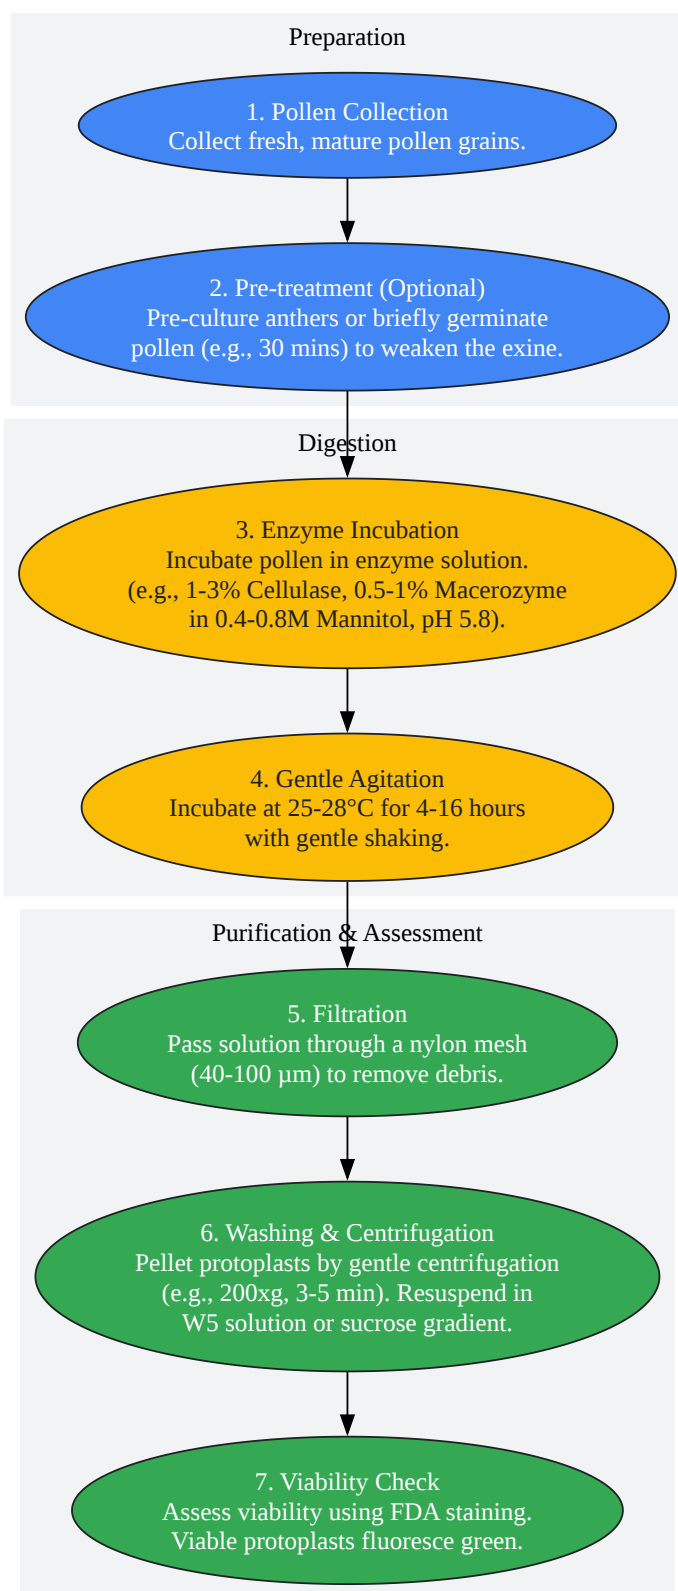 Preparation
1. Pollen Collection
Collect fresh, mature pollen grains.
2. Pre-treatment (Optional)
Pre-culture anthers or briefly germinate
pollen (e.g., 30 mins) to weaken the exine.
Digestion
3. Enzyme Incubation
Incubate pollen in enzyme solution.
(e.g., 1-3% Cellulase, 0.5-1% Macerozyme
in 0.4-0.8M Mannitol, pH 5.8).
4. Gentle Agitation
Incubate at 25-28°C for 4-16 hours
with gentle shaking.
Purification & Assessment
5. Filtration
Pass solution through a nylon mesh
(40-100 µm) to remove debris.
6. Washing & Centrifugation
Pellet protoplasts by gentle centrifugation
(e.g., 200xg, 3-5 min). Resuspend in
W5 solution or sucrose gradient.
7. Viability Check
Assess viability using FDA staining.
Viable protoplasts fluoresce green.